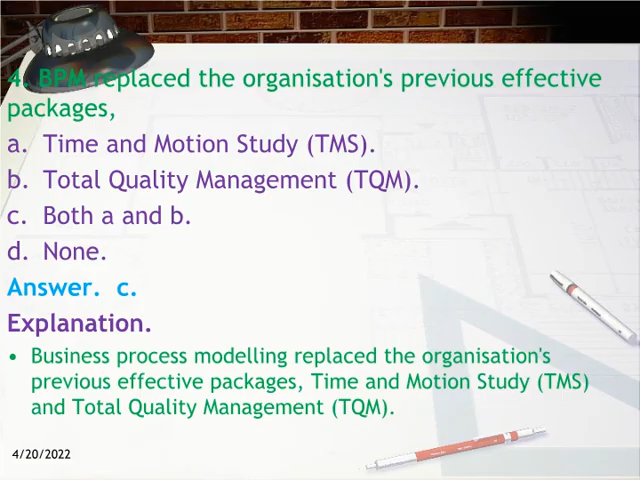 4. BPM replaced the organisation's previous effective
packages,
a. Time and Motion Study (TMS).
b. Total Quality Management (TQM).
c. Both a and b.
d. None.
Answer. c.
Explanation.
• Business process modelling replaced the organisation's
previous effective packages, Time and Motion Study (TMS)
and Total Quality Management (TQM).
4/20/2022